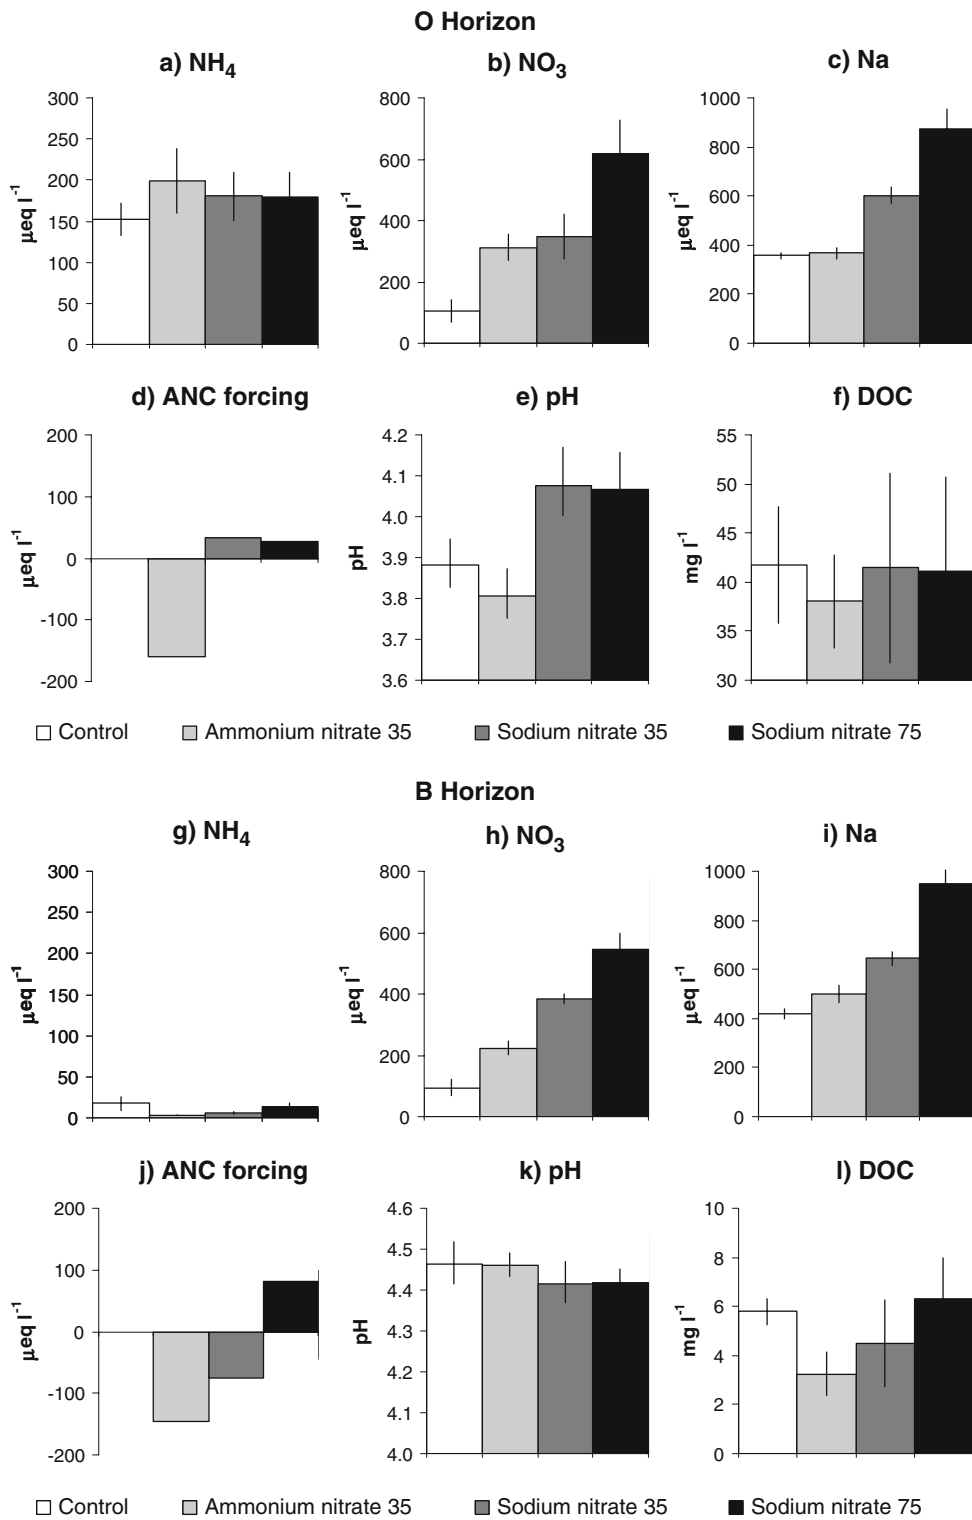 O Horizon
a) NH4 b) NO3 c) Na
300 800 1000
250 800
200 600
150 400 600
100 400
50 200 200
0 0 0
µeq l-1 µeq l-1 µeq l-1
d) ANC forcing e) pH f) DOC
200 4.2 55
4.1 50
100 4.0 45
0 3.9 40
-100 3.8 35
3.7
-200 3.6 30
µeq l-1 pH mg l-1
Control Ammonium nitrate 35 Sodium nitrate 35 Sodium nitrate 75
B Horizon
g) NH4 h) NO3 i) Na
300 800 1000
250 800
200 600
150 400 600
100 400
50 200 200
0 0 0
µeq l-1 µeq l-1 µeq l-1
j) ANC forcing k) pH l) DOC
200 4.6 10
4.5 8
100 4.4 6
0 4.3
-100 4.2 4
4.1 2
-200 4.0 0
µeq l-1 pH mg l-1
Control Ammonium nitrate 35 Sodium nitrate 35 Sodium nitrate 75